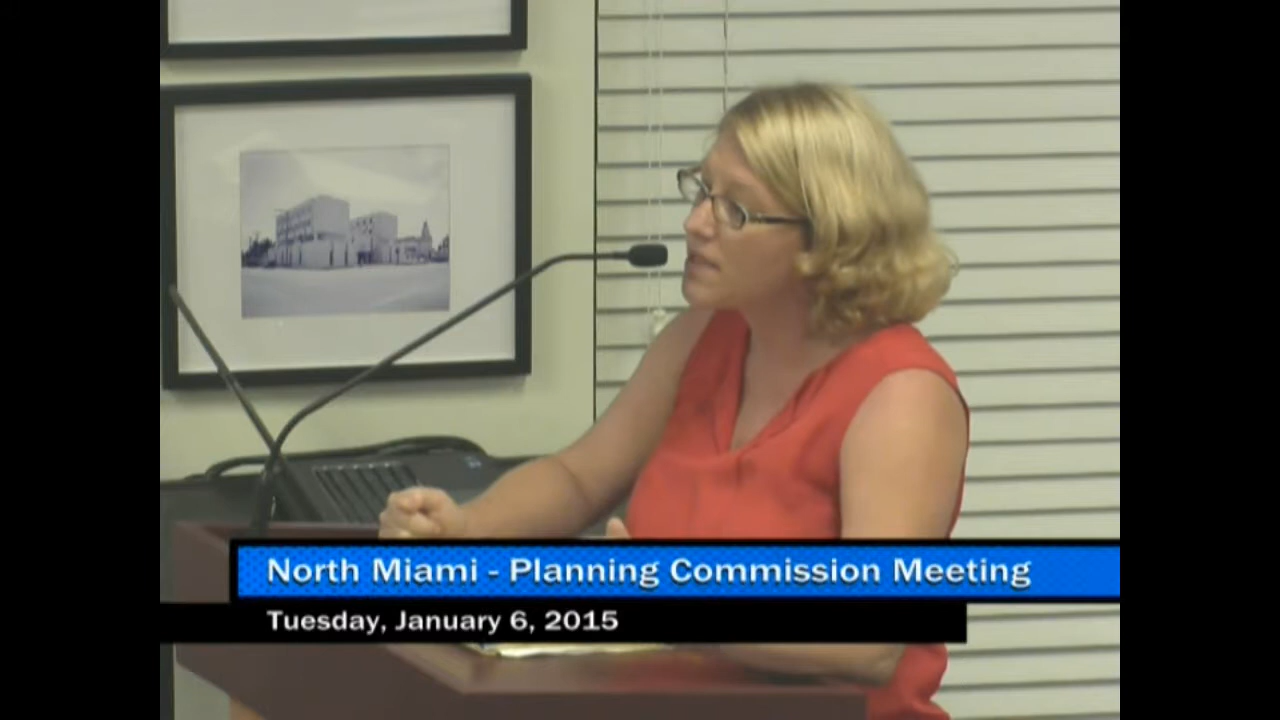 North Miami - Planning Commission Meeting
Tuesday, January 6, 2015